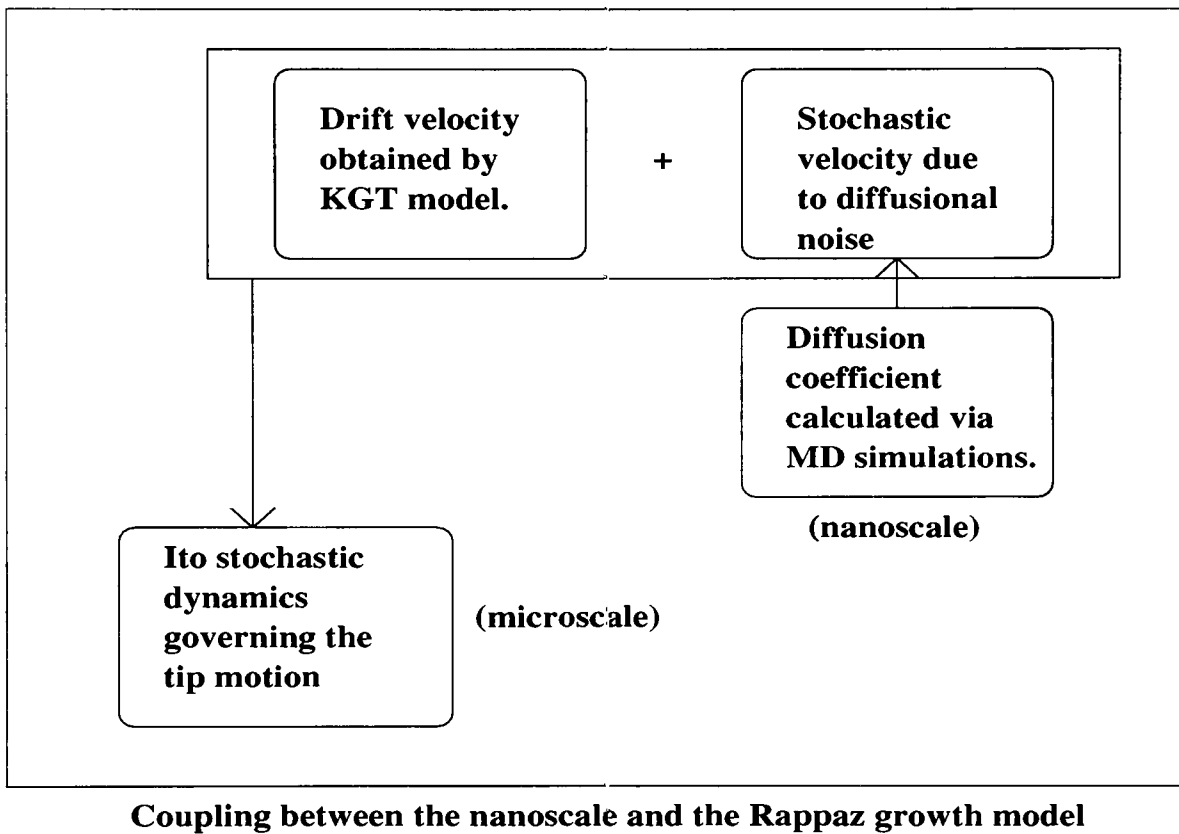 Drift velocity
obtained by
KGT model.
+
Stochastic
velocity due
to diffusional
noise
Diffusion
coefficient
calculated via
MD simulations.
(nanoscale)
Ito stochastic
dynamics
governing the
tip motion
(microscale)
Coupling between the nanoscale and the Rappaz growth model